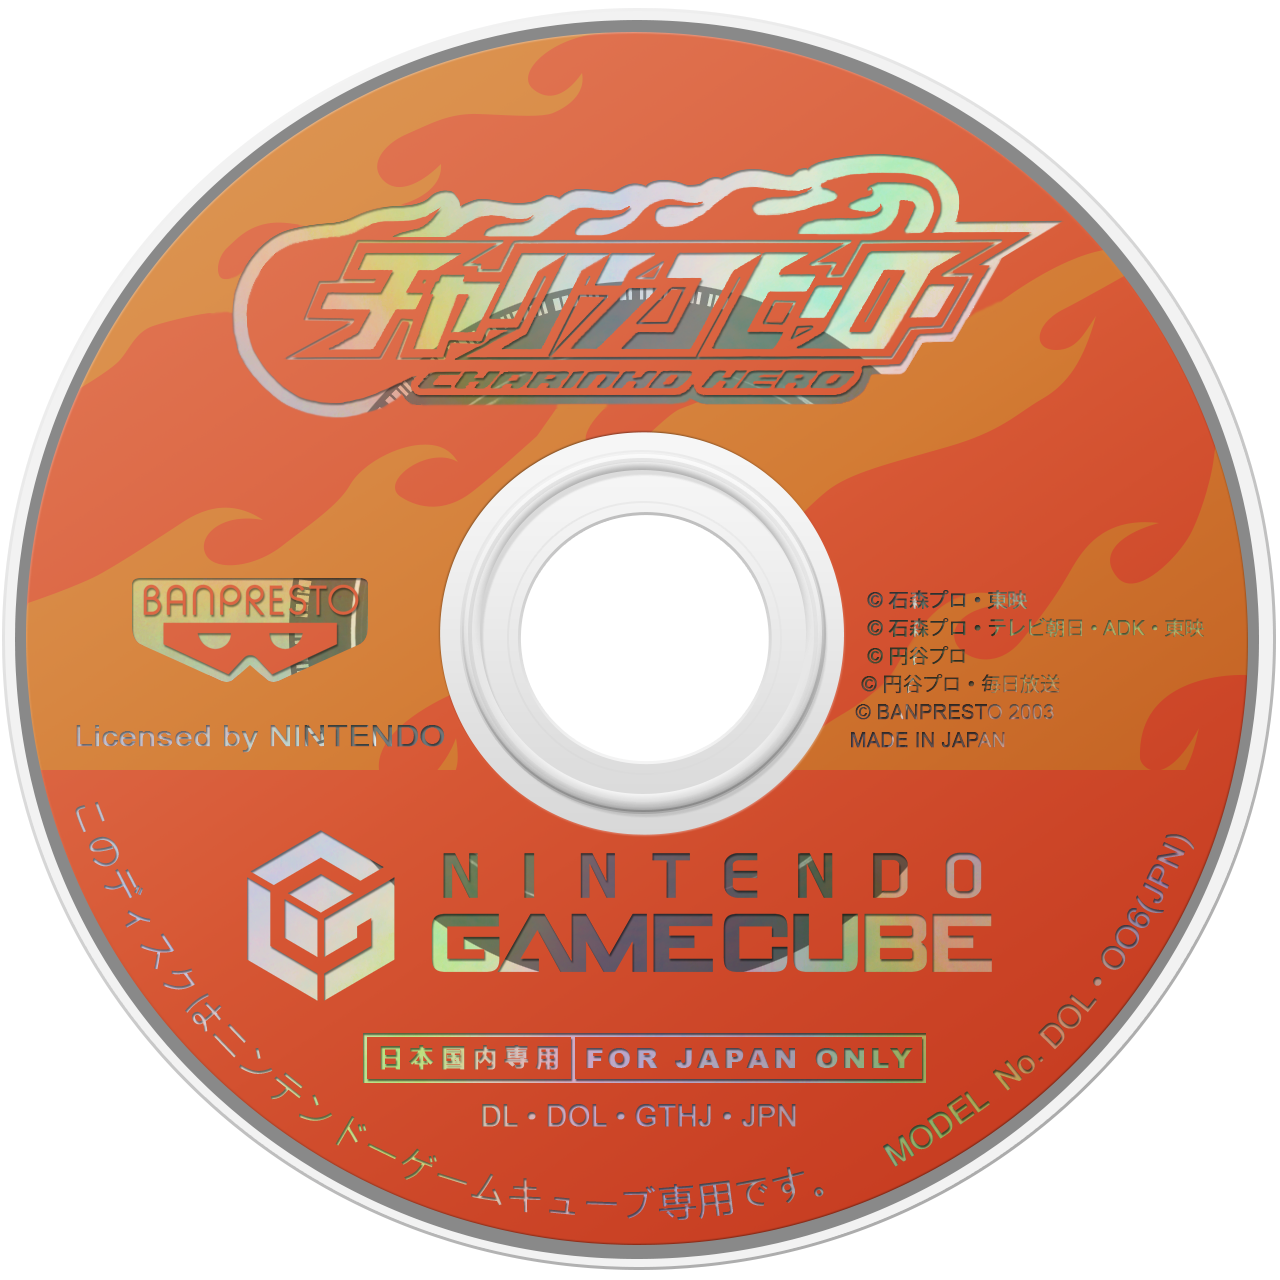 チャリンコヒーロー
CHARINKO HERO
BANPRESTO
Licensed by NINTENDO
© 石森プロ・東映
© 石森プロ・テレビ朝日・ADK・東映
© 円谷プロ
© 円谷プロ・毎日放送
© BANPRESTO 2003
MADE IN JAPAN
NINTENDO
GAMECUBE
日本国内専用 FOR JAPAN ONLY
DL・DOL・GTHJ・JPN
このディスクはニンテンドーゲームキューブ専用です。
MODEL No. DOL・006(JPN)